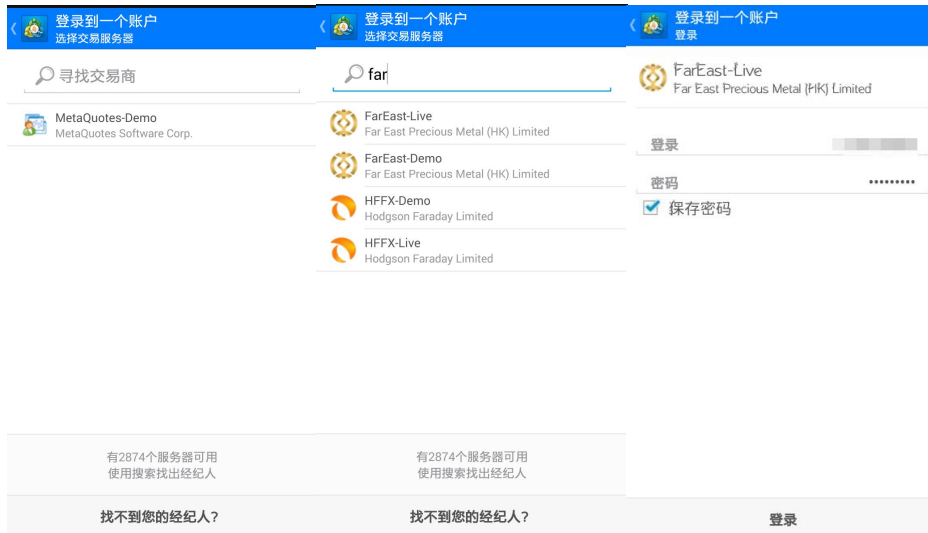 登录到一个账户
选择交易服务器
寻找交易商
MetaQuotes-Demo
MetaQuotes Software Corp.
有2874个服务器可用
使用搜索找出经纪人
找不到您的经纪人?
登录到一个账户
选择交易服务器
far
FarEast-Live
Far East Precious Metal (HK) Limited
FarEast-Demo
Far East Precious Metal (HK) Limited
HFFX-Demo
Hodgson Faraday Limited
HFFX-Live
Hodgson Faraday Limited
有2874个服务器可用
使用搜索找出经纪人
找不到您的经纪人?
登录到一个账户
登录
FarEast-Live
Far East Precious Metal (HK) Limited
登录
密码 •••••••••
保存密码
登录